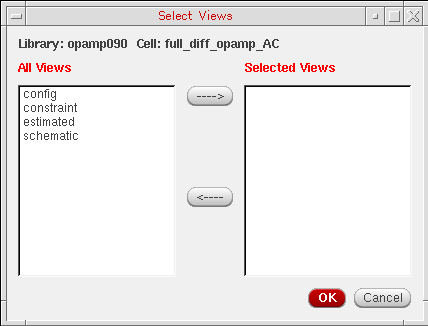 Select Views
Library: opamp090 Cell: full_diff_opamp_AC
All Views
Selected Views
config
constraint
estimated
schematic
---->
<----
OK
Cancel